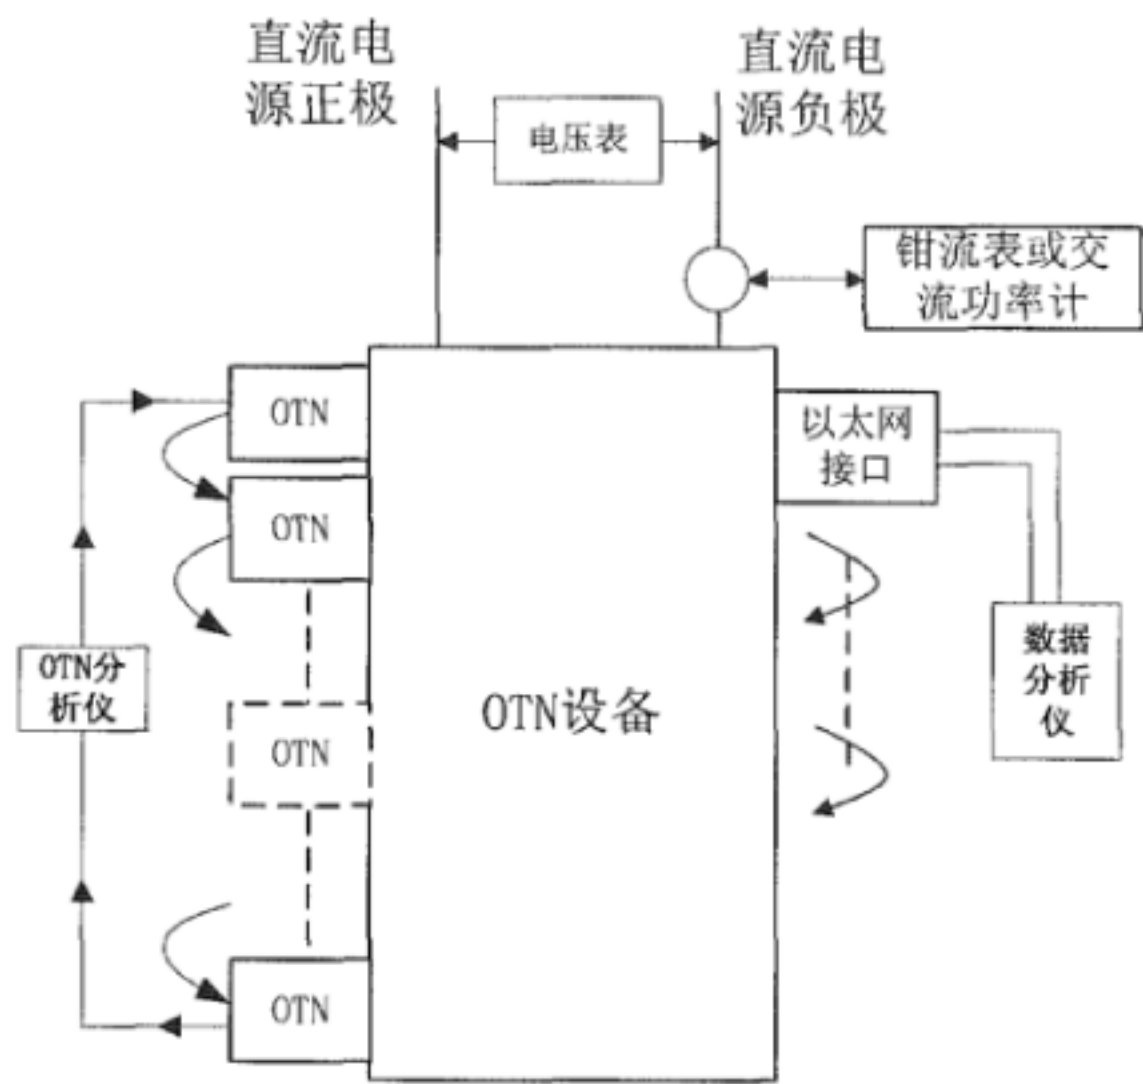 直流电
源正极
直流电
源负极
电压表
钳流表或交
流功率计
OTN
以太网
接口
OTN
OTN分
析仪
OTN设备
数据
分析
仪
OTN
OTN